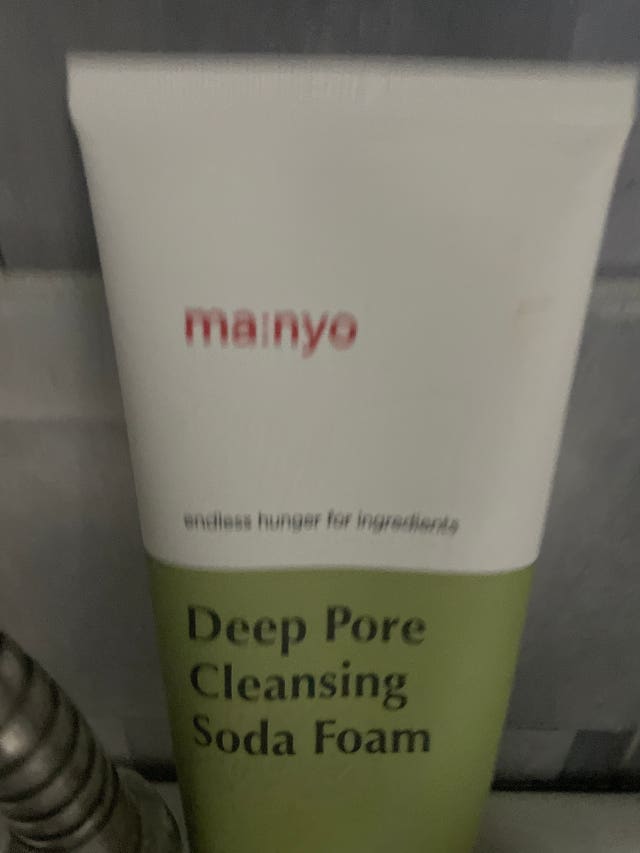 ma:nyo
endless hunger for ingredients
Deep Pore
Cleansing
Soda Foam